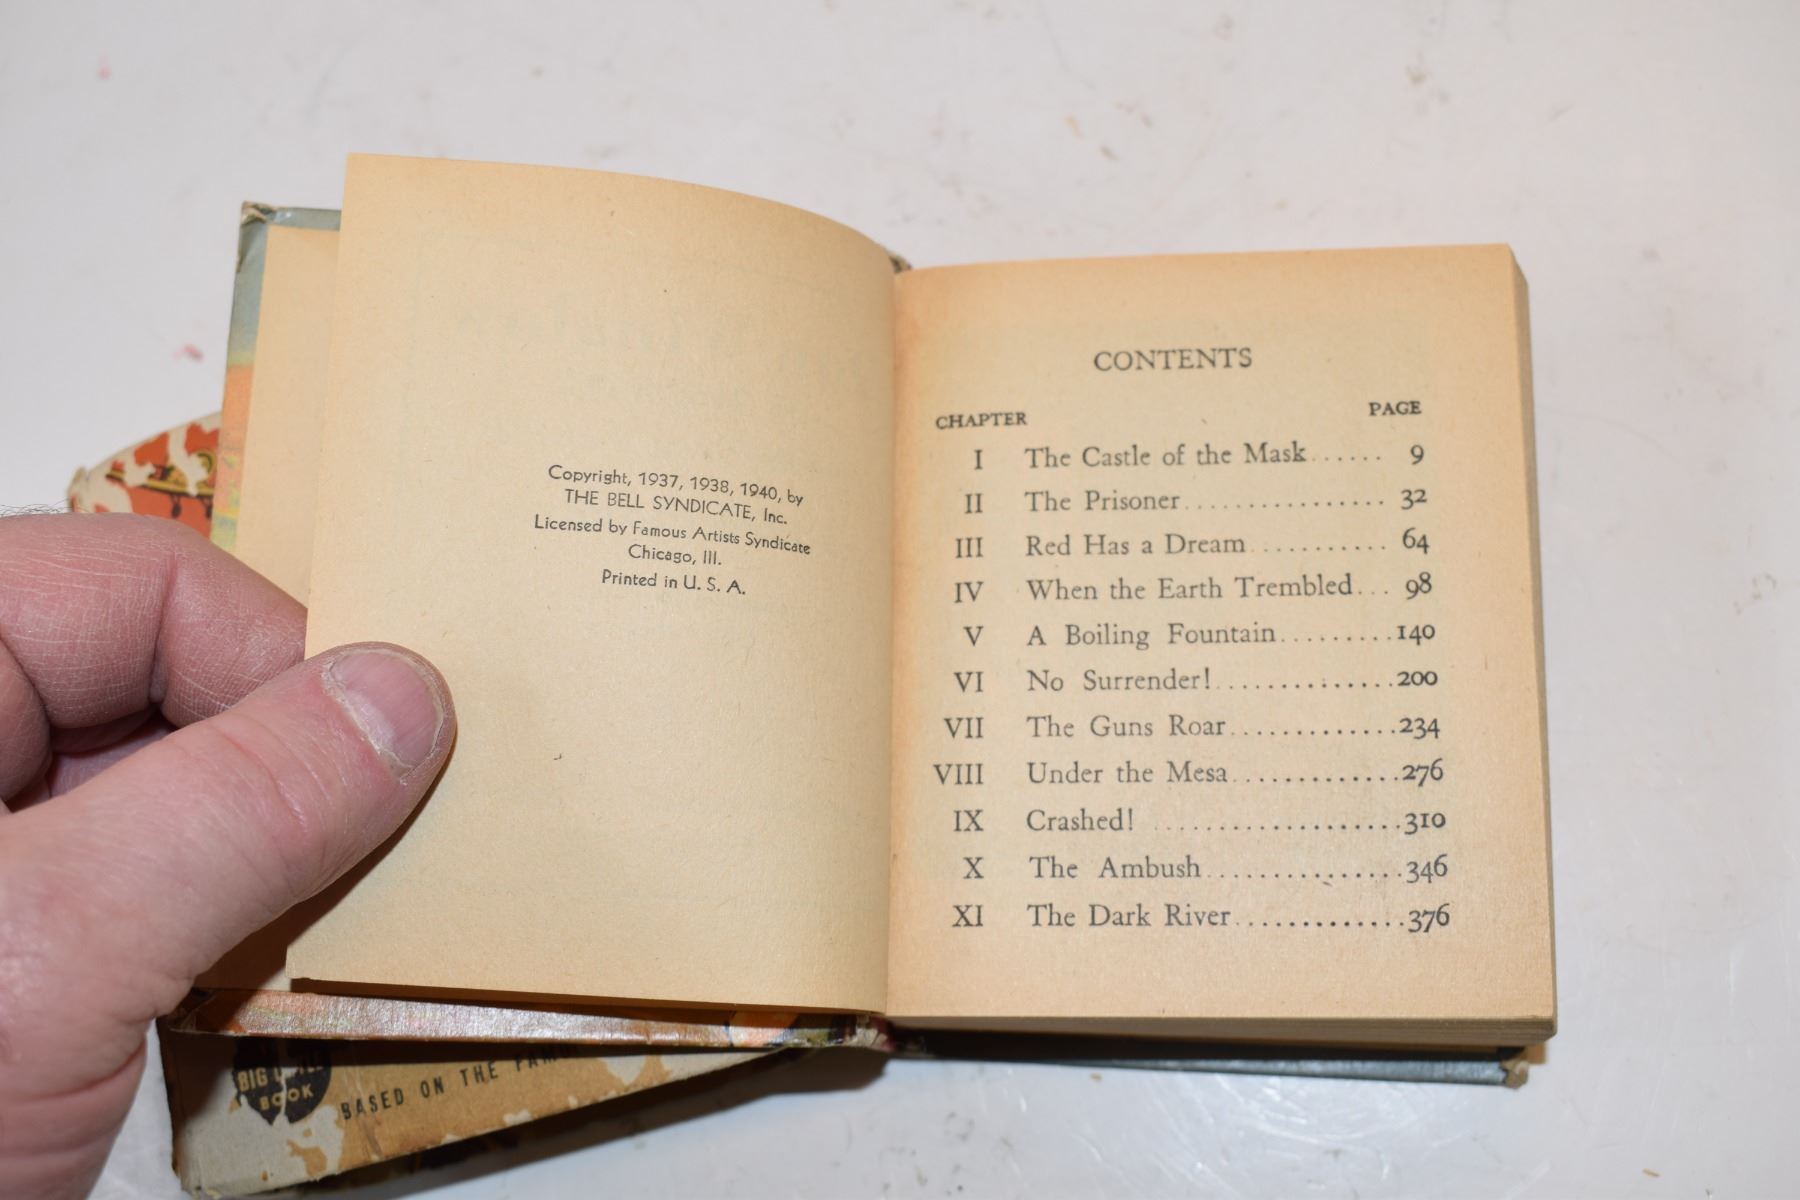 Copyright, 1937, 1938, 1940, by
THE BELL SYNDICATE, Inc.
Licensed by Famous Artists Syndicate
Chicago, Ill.
Printed in U. S. A.
CONTENTS
CHAPTER PAGE
I The Castle of the Mask...... 9
II The Prisoner................ 32
III Red Has a Dream........... 64
IV When the Earth Trembled... 98
V A Boiling Fountain.........140
VI No Surrender!..............200
VII The Guns Roar.............234
VIII Under the Mesa.............276
IX Crashed! ...................310
X The Ambush...............346
XI The Dark River.............376
BIG
BOOK
BASED ON THE